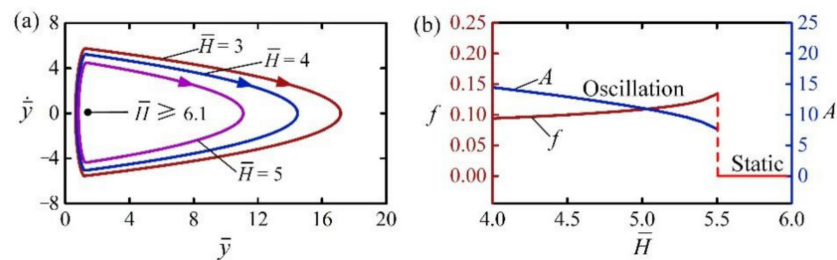 (a)
8
4
0
−4
−8
ẏ̄
H̄ = 3
H̄ = 4
H̄ ⩾ 6.1
H̄ = 5
0 4 8 12 16 20
ȳ
(b)
0.25
0.20
0.15
0.10
0.05
0.00
f
A
Oscillation
f
Static
25
20
15
10
5
0
A
4.0 4.5 5.0 5.5 6.0
H̄